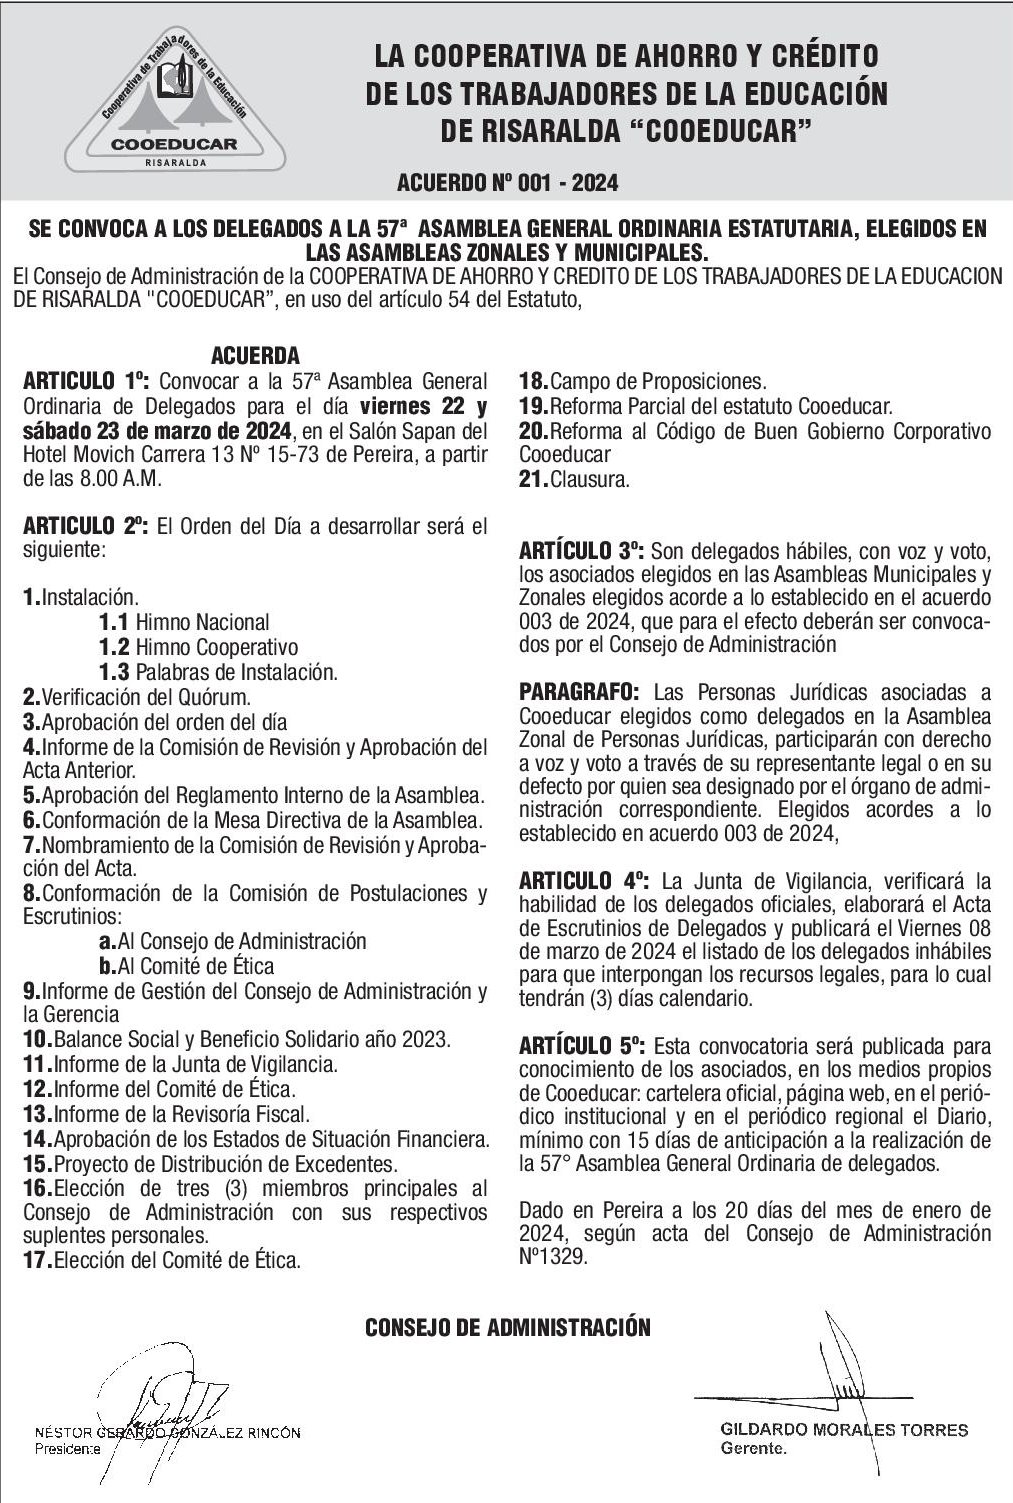 Cooperativa de Trabajadores de la Educación
COOEDUCAR
RISARALDA
LA COOPERATIVA DE AHORRO Y CRÉDITO
DE LOS TRABAJADORES DE LA EDUCACIÓN
DE RISARALDA “COOEDUCAR”
ACUERDO Nº 001 - 2024
SE CONVOCA A LOS DELEGADOS A LA 57ª ASAMBLEA GENERAL ORDINARIA ESTATUTARIA, ELEGIDOS EN
LAS ASAMBLEAS ZONALES Y MUNICIPALES.
El Consejo de Administración de la COOPERATIVA DE AHORRO Y CREDITO DE LOS TRABAJADORES DE LA EDUCACION
DE RISARALDA "COOEDUCAR”, en uso del artículo 54 del Estatuto,
ACUERDA
ARTICULO 1º: Convocar a la 57ª Asamblea General
Ordinaria de Delegados para el día viernes 22 y
sábado 23 de marzo de 2024, en el Salón Sapan del
Hotel Movich Carrera 13 Nº 15-73 de Pereira, a partir
de las 8.00 A.M.
ARTICULO 2º: El Orden del Día a desarrollar será el
siguiente:
1.Instalación.
1.1 Himno Nacional
1.2 Himno Cooperativo
1.3 Palabras de Instalación.
2.Verificación del Quórum.
3.Aprobación del orden del día
4.Informe de la Comisión de Revisión y Aprobación del
Acta Anterior.
5.Aprobación del Reglamento Interno de la Asamblea.
6.Conformación de la Mesa Directiva de la Asamblea.
7.Nombramiento de la Comisión de Revisión y Aproba-
ción del Acta.
8.Conformación de la Comisión de Postulaciones y
Escrutinios:
a.Al Consejo de Administración
b.Al Comité de Ética
9.Informe de Gestión del Consejo de Administración y
la Gerencia
10.Balance Social y Beneficio Solidario año 2023.
11.Informe de la Junta de Vigilancia.
12.Informe del Comité de Ética.
13.Informe de la Revisoría Fiscal.
14.Aprobación de los Estados de Situación Financiera.
15.Proyecto de Distribución de Excedentes.
16.Elección de tres (3) miembros principales al
Consejo de Administración con sus respectivos
suplentes personales.
17.Elección del Comité de Ética.
18.Campo de Proposiciones.
19.Reforma Parcial del estatuto Cooeducar.
20.Reforma al Código de Buen Gobierno Corporativo
Cooeducar
21.Clausura.
ARTÍCULO 3º: Son delegados hábiles, con voz y voto,
los asociados elegidos en las Asambleas Municipales y
Zonales elegidos acorde a lo establecido en el acuerdo
003 de 2024, que para el efecto deberán ser convoca-
dos por el Consejo de Administración
PARAGRAFO: Las Personas Jurídicas asociadas a
Cooeducar elegidos como delegados en la Asamblea
Zonal de Personas Jurídicas, participarán con derecho
a voz y voto a través de su representante legal o en su
defecto por quien sea designado por el órgano de admi-
nistración correspondiente. Elegidos acordes a lo
establecido en acuerdo 003 de 2024,
ARTICULO 4º: La Junta de Vigilancia, verificará la
habilidad de los delegados oficiales, elaborará el Acta
de Escrutinios de Delegados y publicará el Viernes 08
de marzo de 2024 el listado de los delegados inhábiles
para que interpongan los recursos legales, para lo cual
tendrán (3) días calendario.
ARTÍCULO 5º: Esta convocatoria será publicada para
conocimiento de los asociados, en los medios propios
de Cooeducar: cartelera oficial, página web, en el perió-
dico institucional y en el periódico regional el Diario,
mínimo con 15 días de anticipación a la realización de
la 57° Asamblea General Ordinaria de delegados.
Dado en Pereira a los 20 días del mes de enero de
2024, según acta del Consejo de Administración
Nº1329.
CONSEJO DE ADMINISTRACIÓN
NÉSTOR GERARDO GONZÁLEZ RINCÓN
Presidente
GILDARDO MORALES TORRES
Gerente.